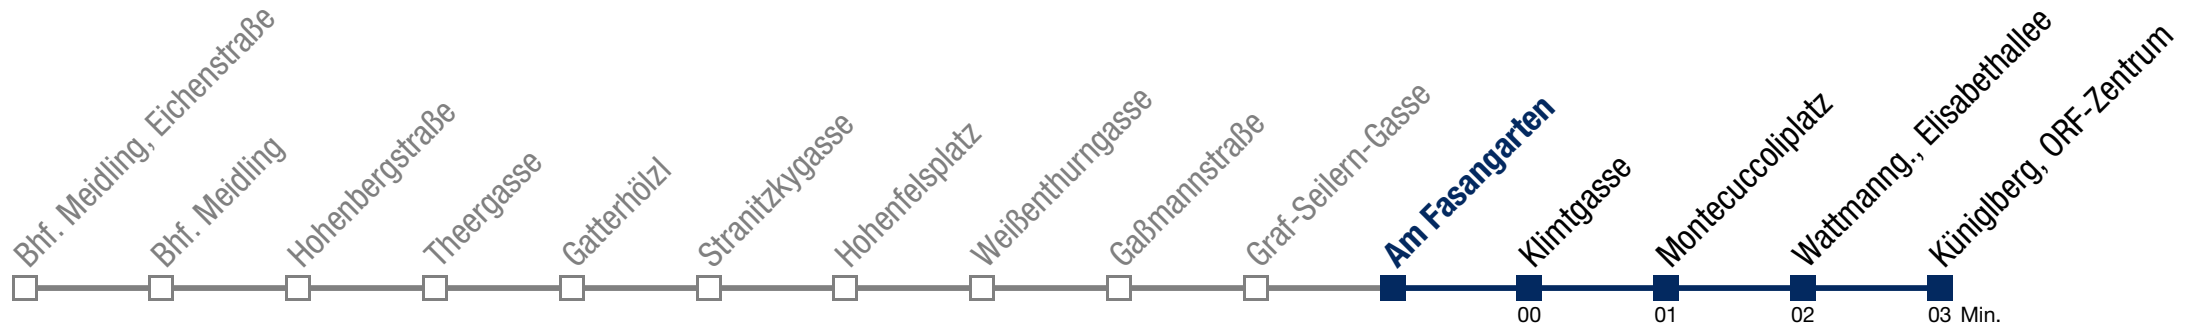 Bhf. Meidling, Eichenstraße
Bhf. Meidling
Hohenbergstraße
Theergasse
Gatterhölzl
Stranitzkygasse
Hohenfelsplatz
Weißenthurngasse
Gaßmannstraße
Graf-Seilern-Gasse
Am Fasangarten
Klimtgasse
Montecuccoliplatz
Wattmanng., Elisabethallee
Küniglberg, ORF-Zentrum
00 01 02 03 Min.